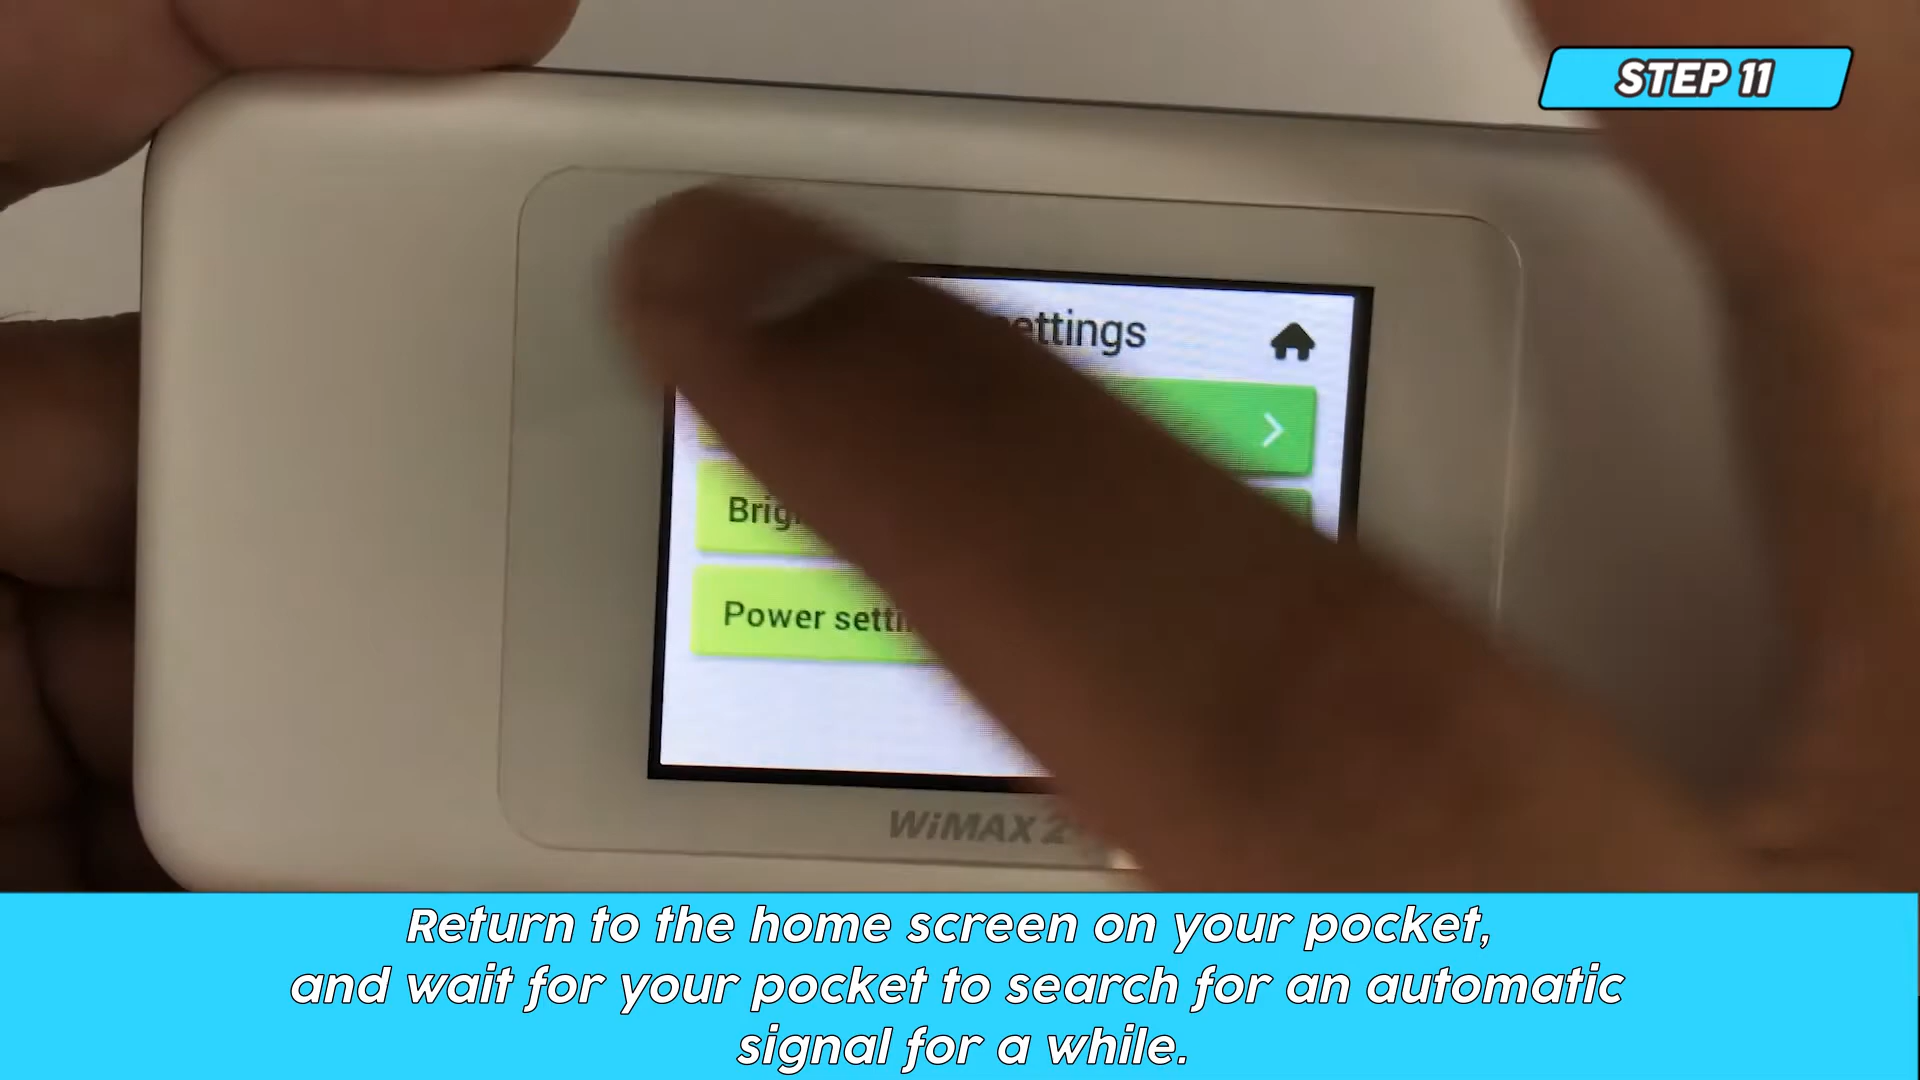 STEP 11
ettings
Brig
Power setti
WiMAX 2
Return to the home screen on your pocket,
and wait for your pocket to search for an automatic
signal for a while.